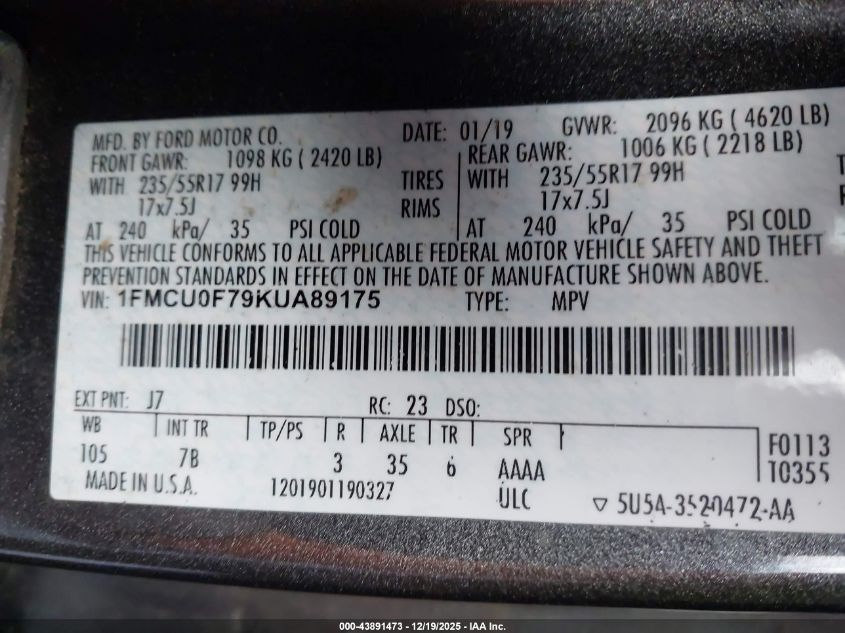 MFD. BY FORD MOTOR CO. DATE: 01/19 GVWR: 2096 KG ( 4620 LB)
FRONT GAWR: 1098 KG ( 2420 LB) REAR GAWR: 1006 KG ( 2218 LB)
WITH 235/55R17 99H TIRES WITH 235/55R17 99H
17x7.5J RIMS 17x7.5J
AT 240 kPa/ 35 PSI COLD AT 240 kPa/ 35 PSI COLD
THIS VEHICLE CONFORMS TO ALL APPLICABLE FEDERAL MOTOR VEHICLE SAFETY AND THEFT
PREVENTION STANDARDS IN EFFECT ON THE DATE OF MANUFACTURE SHOWN ABOVE.
VIN: 1FMCU0F79KUA89175 TYPE: MPV
EXT PNT: J7 RC: 23 DSO:
WB INT TR TP/PS R AXLE TR SPR F0113
105 7B 3 35 6 AAAA T0355
MADE IN U.S.A. 1201901190327 ULC 5U5A-3520472-AA
000-43891473 - 12/19/2025 - IAA Inc.